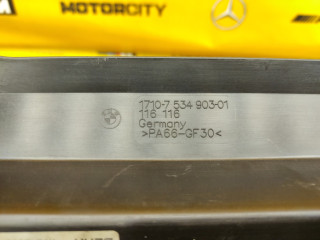 MOTORCITY
1710-7 534 903-01
116 116
Germany
>PA66-GF30<